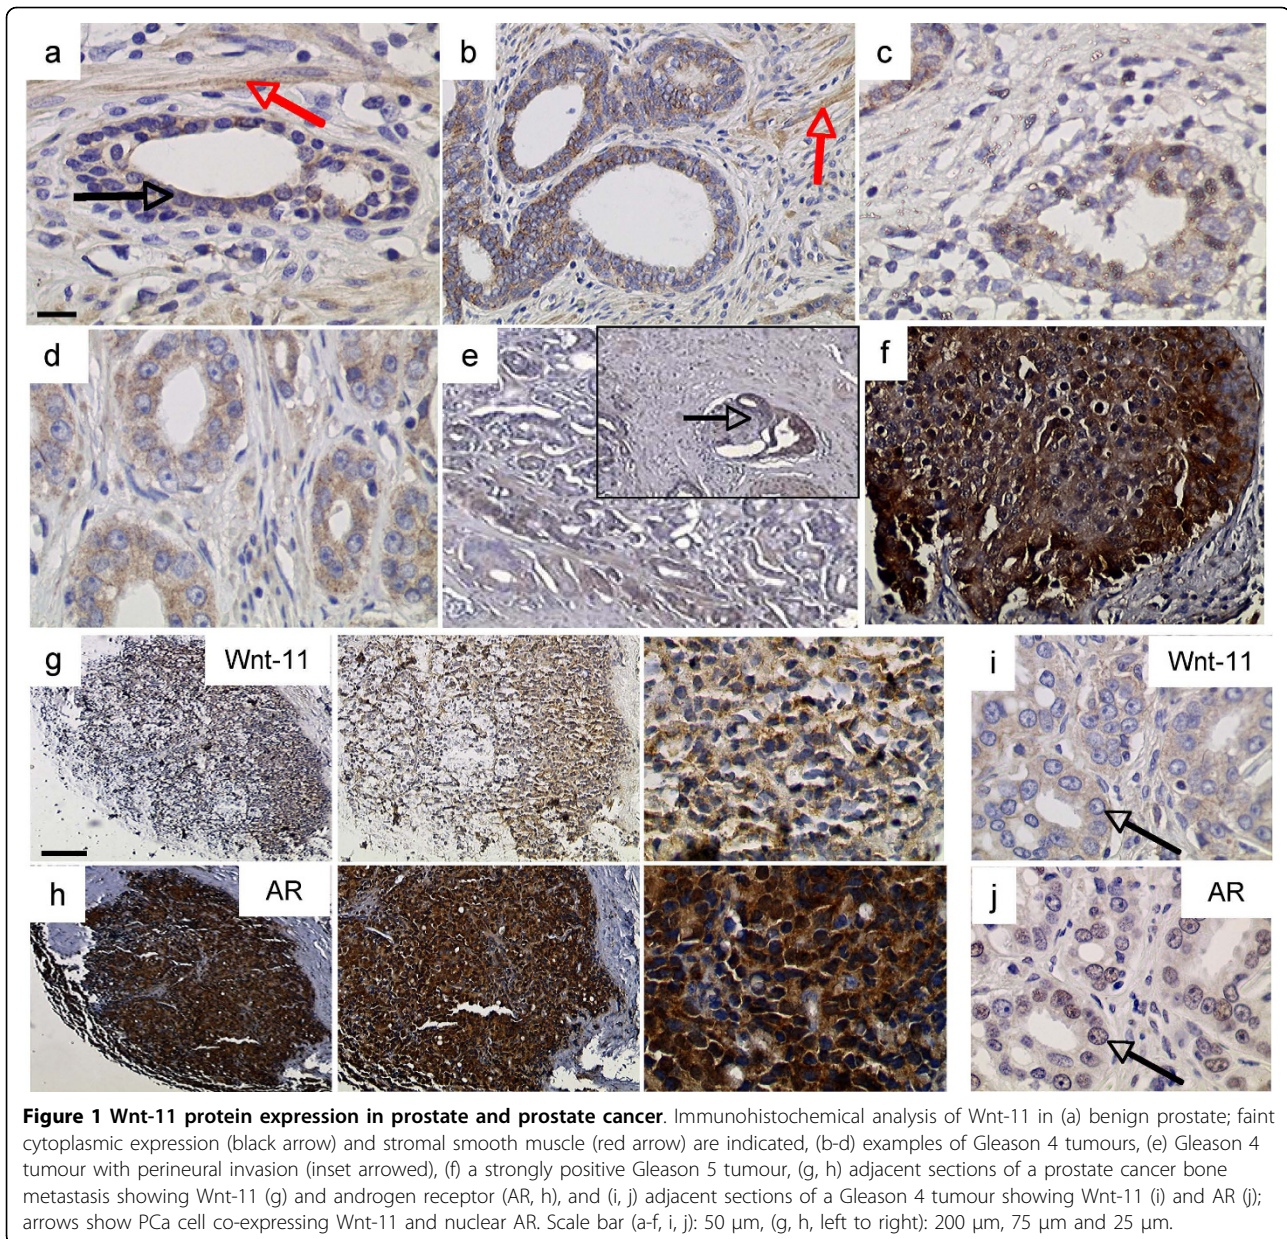 a
b
c
d
e
f
g
Wnt-11
i
Wnt-11
h
AR
j
AR
Figure 1 Wnt-11 protein expression in prostate and prostate cancer. Immunohistochemical analysis of Wnt-11 in (a) benign prostate; faint
cytoplasmic expression (black arrow) and stromal smooth muscle (red arrow) are indicated, (b-d) examples of Gleason 4 tumours, (e) Gleason 4
tumour with perineural invasion (inset arrowed), (f) a strongly positive Gleason 5 tumour, (g, h) adjacent sections of a prostate cancer bone
metastasis showing Wnt-11 (g) and androgen receptor (AR, h), and (i, j) adjacent sections of a Gleason 4 tumour showing Wnt-11 (i) and AR (j);
arrows show PCa cell co-expressing Wnt-11 and nuclear AR. Scale bar (a-f, i, j): 50 μm, (g, h, left to right): 200 μm, 75 μm and 25 μm.